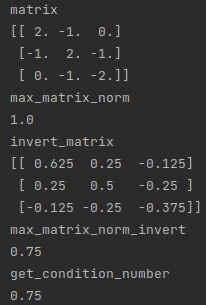 matrix
[[ 2. -1.  0.]
 [-1.  2. -1.]
 [ 0. -1. -2.]]
max_matrix_norm
1.0
invert_matrix
[[ 0.625  0.25  -0.125]
 [ 0.25   0.5   -0.25 ]
 [-0.125 -0.25  -0.375]]
max_matrix_norm_invert
0.75
get_condition_number
0.75